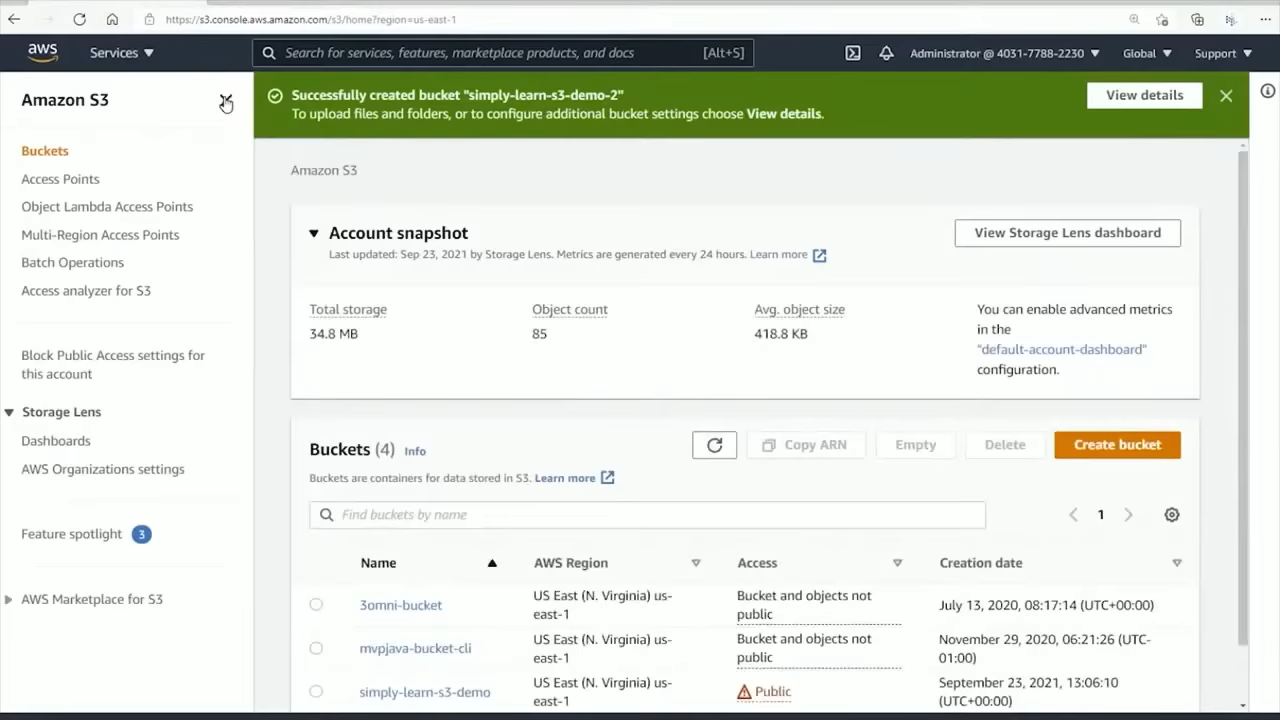 https://s3.console.aws.amazon.com/s3/home?region=us-east-1
aws
Services
Search for services, features, marketplace products, and docs
[Alt+S]
Administrator @ 4031-7788-2230
Global
Support
Amazon S3
Buckets
Access Points
Object Lambda Access Points
Multi-Region Access Points
Batch Operations
Access analyzer for S3
Block Public Access settings for
this account
Storage Lens
Dashboards
AWS Organizations settings
Feature spotlight 3
AWS Marketplace for S3
Successfully created bucket "simply-learn-s3-demo-2"
To upload files and folders, or to configure additional bucket settings choose View details.
View details
Amazon S3
Account snapshot
Last updated: Sep 23, 2021 by Storage Lens. Metrics are generated every 24 hours. Learn more
View Storage Lens dashboard
Total storage
34.8 MB
Object count
85
Avg. object size
418.8 KB
You can enable advanced metrics
in the
"default-account-dashboard"
configuration.
Buckets (4) Info
Buckets are containers for data stored in S3. Learn more
Copy ARN
Empty
Delete
Create bucket
Find buckets by name
1
Name
AWS Region
Access
Creation date
3omni-bucket
US East (N. Virginia) us-
east-1
Bucket and objects not
public
July 13, 2020, 08:17:14 (UTC+00:00)
mvpjava-bucket-cli
US East (N. Virginia) us-
east-1
Bucket and objects not
public
November 29, 2020, 06:21:26 (UTC-
01:00)
simply-learn-s3-demo
US East (N. Virginia) us-
east-1
Public
September 23, 2021, 13:06:10
(UTC+00:00)